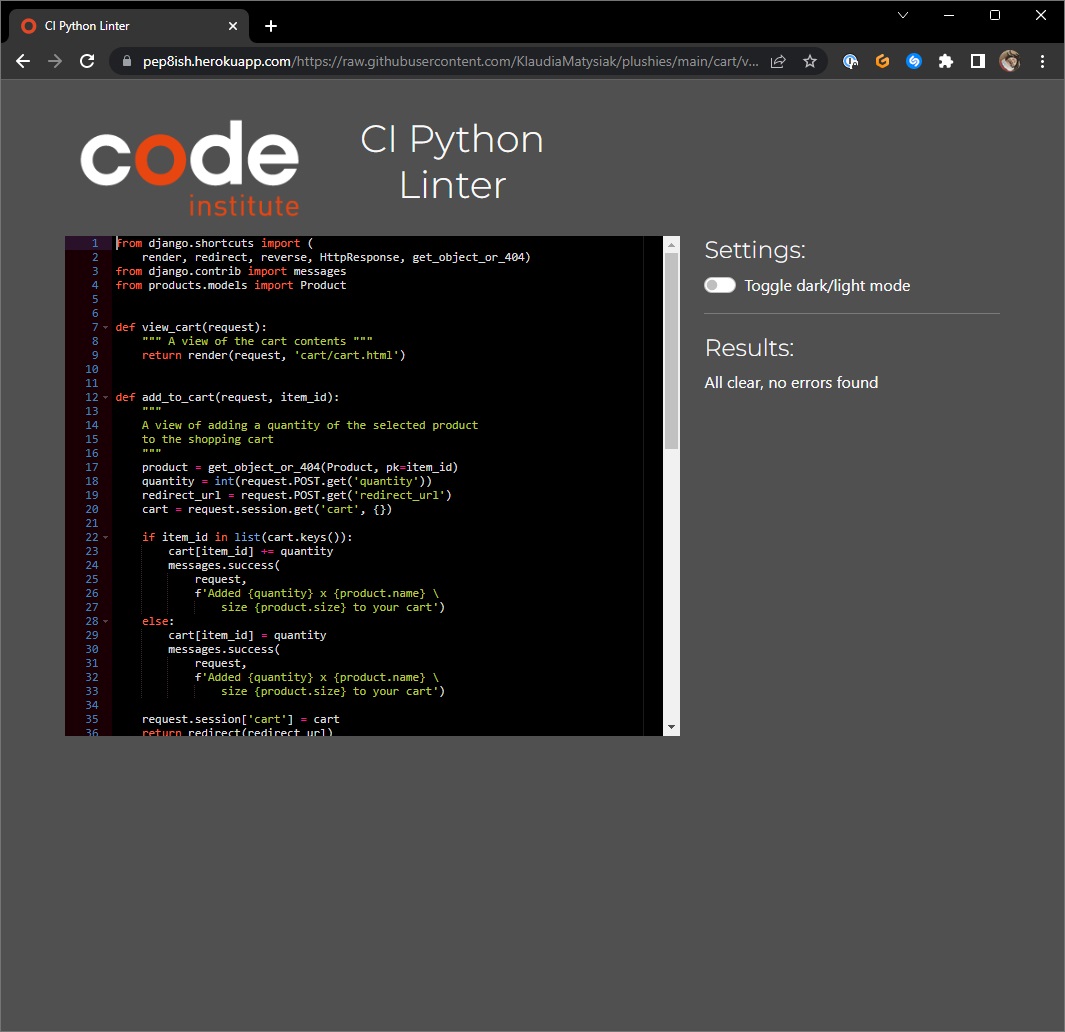 CI Python Linter
pep8ish.herokuapp.com/https://raw.githubusercontent.com/KlaudiaMatysiak/plushies/main/cart/v...
code
institute
CI Python
Linter
1 from django.shortcuts import (
2     render, redirect, reverse, HttpResponse, get_object_or_404)
3 from django.contrib import messages
4 from products.models import Product
5
6
7 def view_cart(request):
8     """ A view of the cart contents """
9     return render(request, 'cart/cart.html')
10
11
12 def add_to_cart(request, item_id):
13     """
14     A view of adding a quantity of the selected product
15     to the shopping cart
16     """
17     product = get_object_or_404(Product, pk=item_id)
18     quantity = int(request.POST.get('quantity'))
19     redirect_url = request.POST.get('redirect_url')
20     cart = request.session.get('cart', {})
21
22     if item_id in list(cart.keys()):
23         cart[item_id] += quantity
24         messages.success(
25             request,
26             f'Added {quantity} x {product.name} \
27                 size {product.size} to your cart')
28     else:
29         cart[item_id] = quantity
30         messages.success(
31             request,
32             f'Added {quantity} x {product.name} \
33                 size {product.size} to your cart')
34
35     request.session['cart'] = cart
36     return redirect(redirect_url)
Settings:
Toggle dark/light mode
Results:
All clear, no errors found